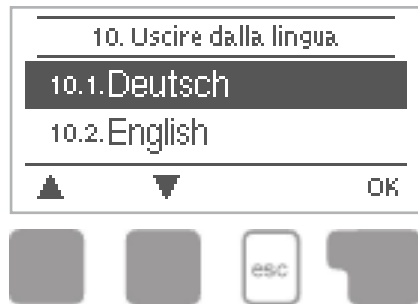 10. Uscire dalla lingua
10.1.Deutsch
10.2.English
OK
esc